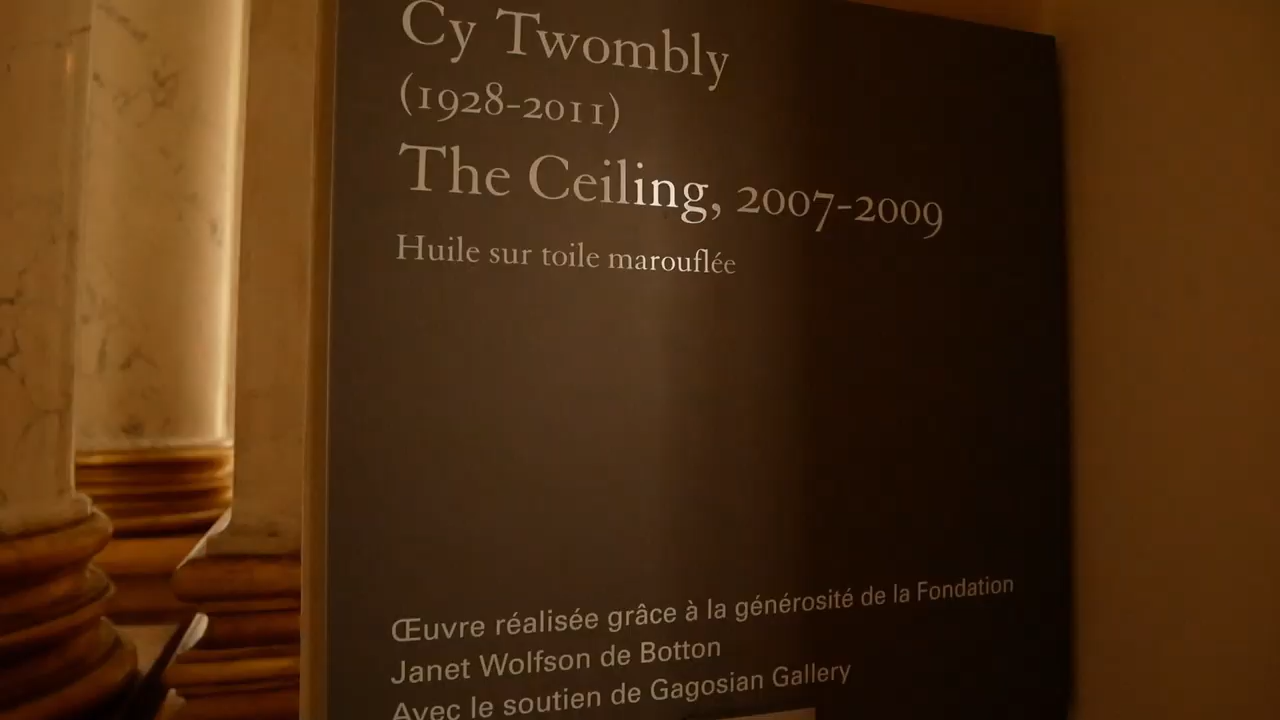 Cy Twombly
(1928-2011)
The Ceiling, 2007-2009
Huile sur toile marouflée
Œuvre réalisée grâce à la générosité de la Fondation
Janet Wolfson de Botton
Avec le soutien de Gagosian Gallery